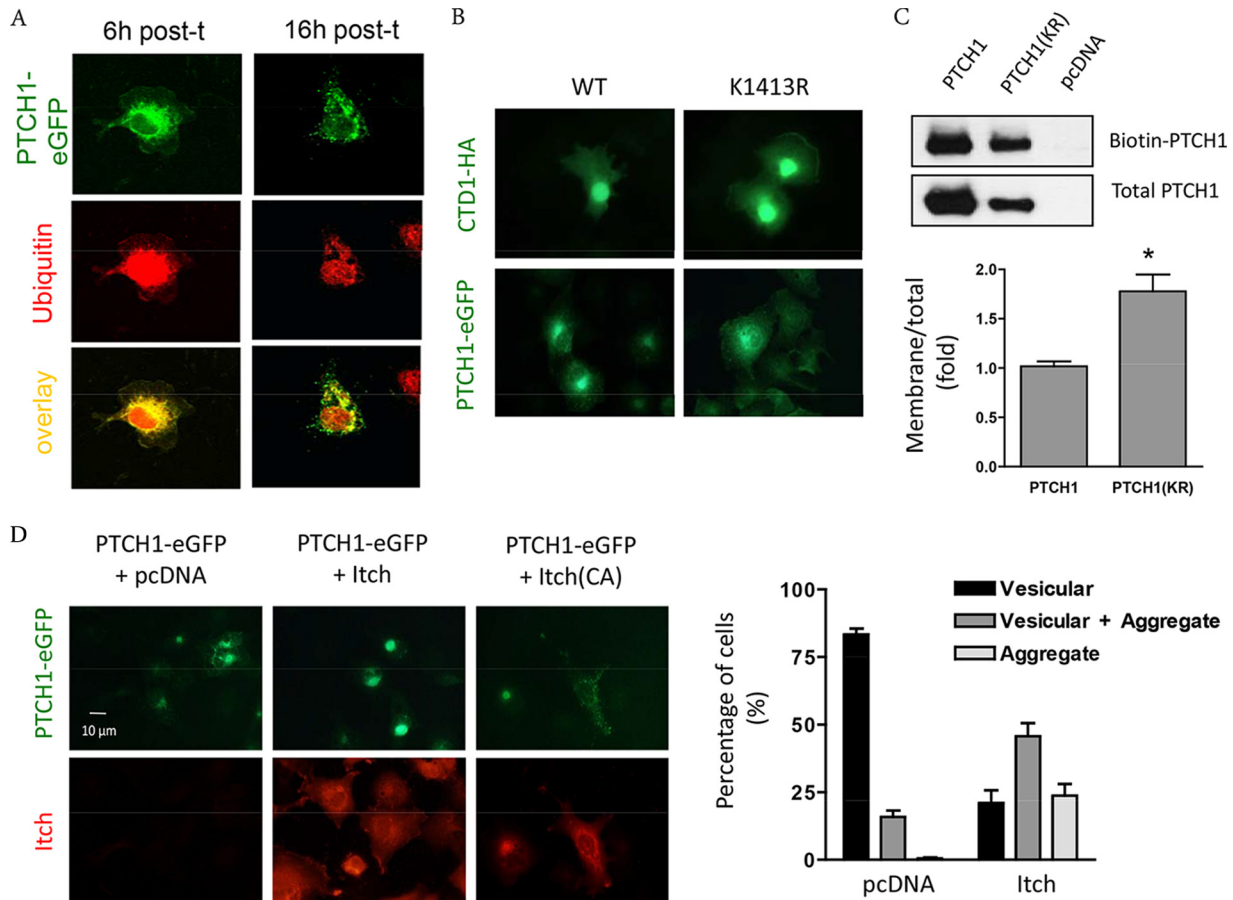 A
6h post-t
16h post-t
PTCH1-
eGFP
Ubiquitin
overlay
B
WT
K1413R
CTD1-HA
PTCH1-eGFP
C
PTCH1
PTCH1(KR)
pcDNA
Biotin-PTCH1
Total PTCH1
*
Membrane/total
(fold)
2.0
1.5
1.0
0.5
0.0
PTCH1
PTCH1(KR)
D
PTCH1-eGFP
+ pcDNA
PTCH1-eGFP
+ Itch
PTCH1-eGFP
+ Itch(CA)
PTCH1-eGFP
10 µm
Itch
Percentage of cells
(%)
100
75
50
25
0
Vesicular
Vesicular + Aggregate
Aggregate
pcDNA
Itch